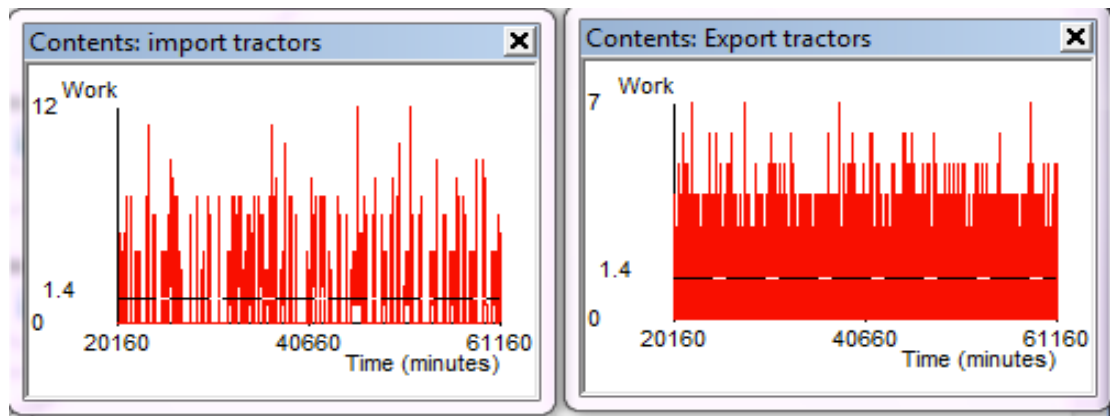 Contents: import tractors
Work
12
1.4
0
20160 40660 61160
Time (minutes)
Contents: Export tractors
Work
7
1.4
0
20160 40660 61160
Time (minutes)